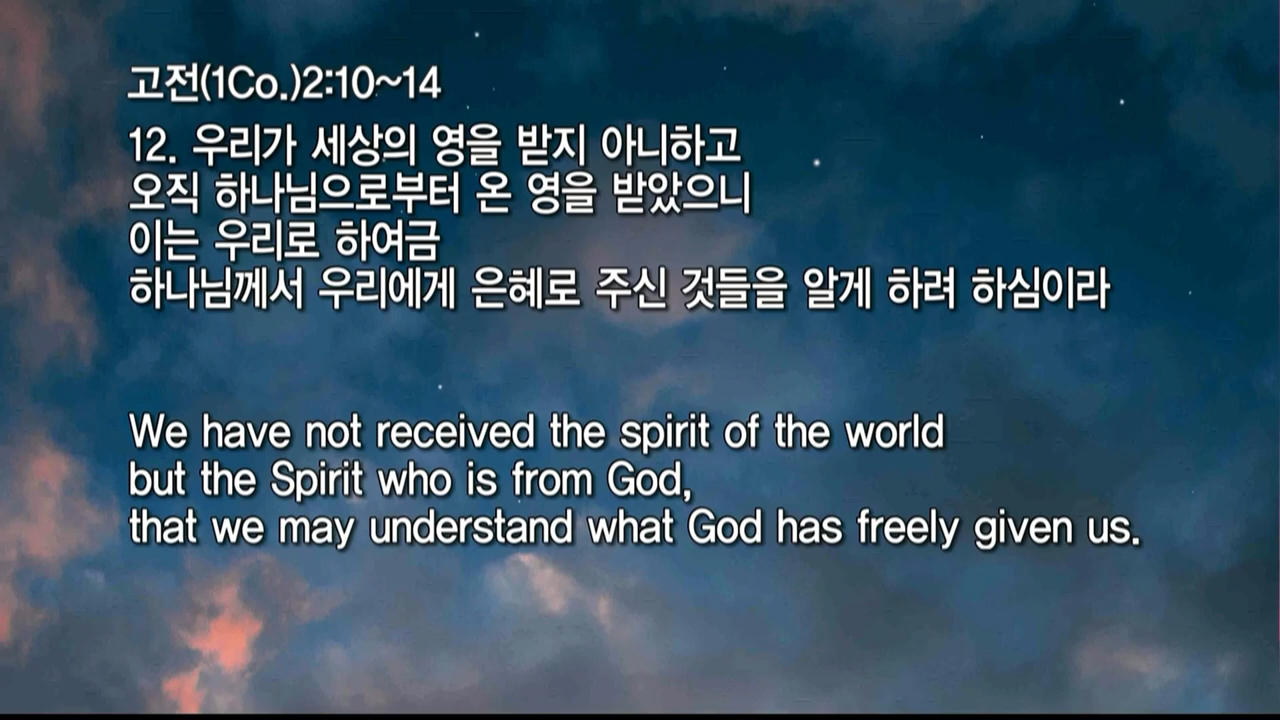 고전(1Co.)2:10~14
12. 우리가 세상의 영을 받지 아니하고
오직 하나님으로부터 온 영을 받았으니
이는 우리로 하여금
하나님께서 우리에게 은혜로 주신 것들을 알게 하려 하심이라
We have not received the spirit of the world
but the Spirit who is from God,
that we may understand what God has freely given us.